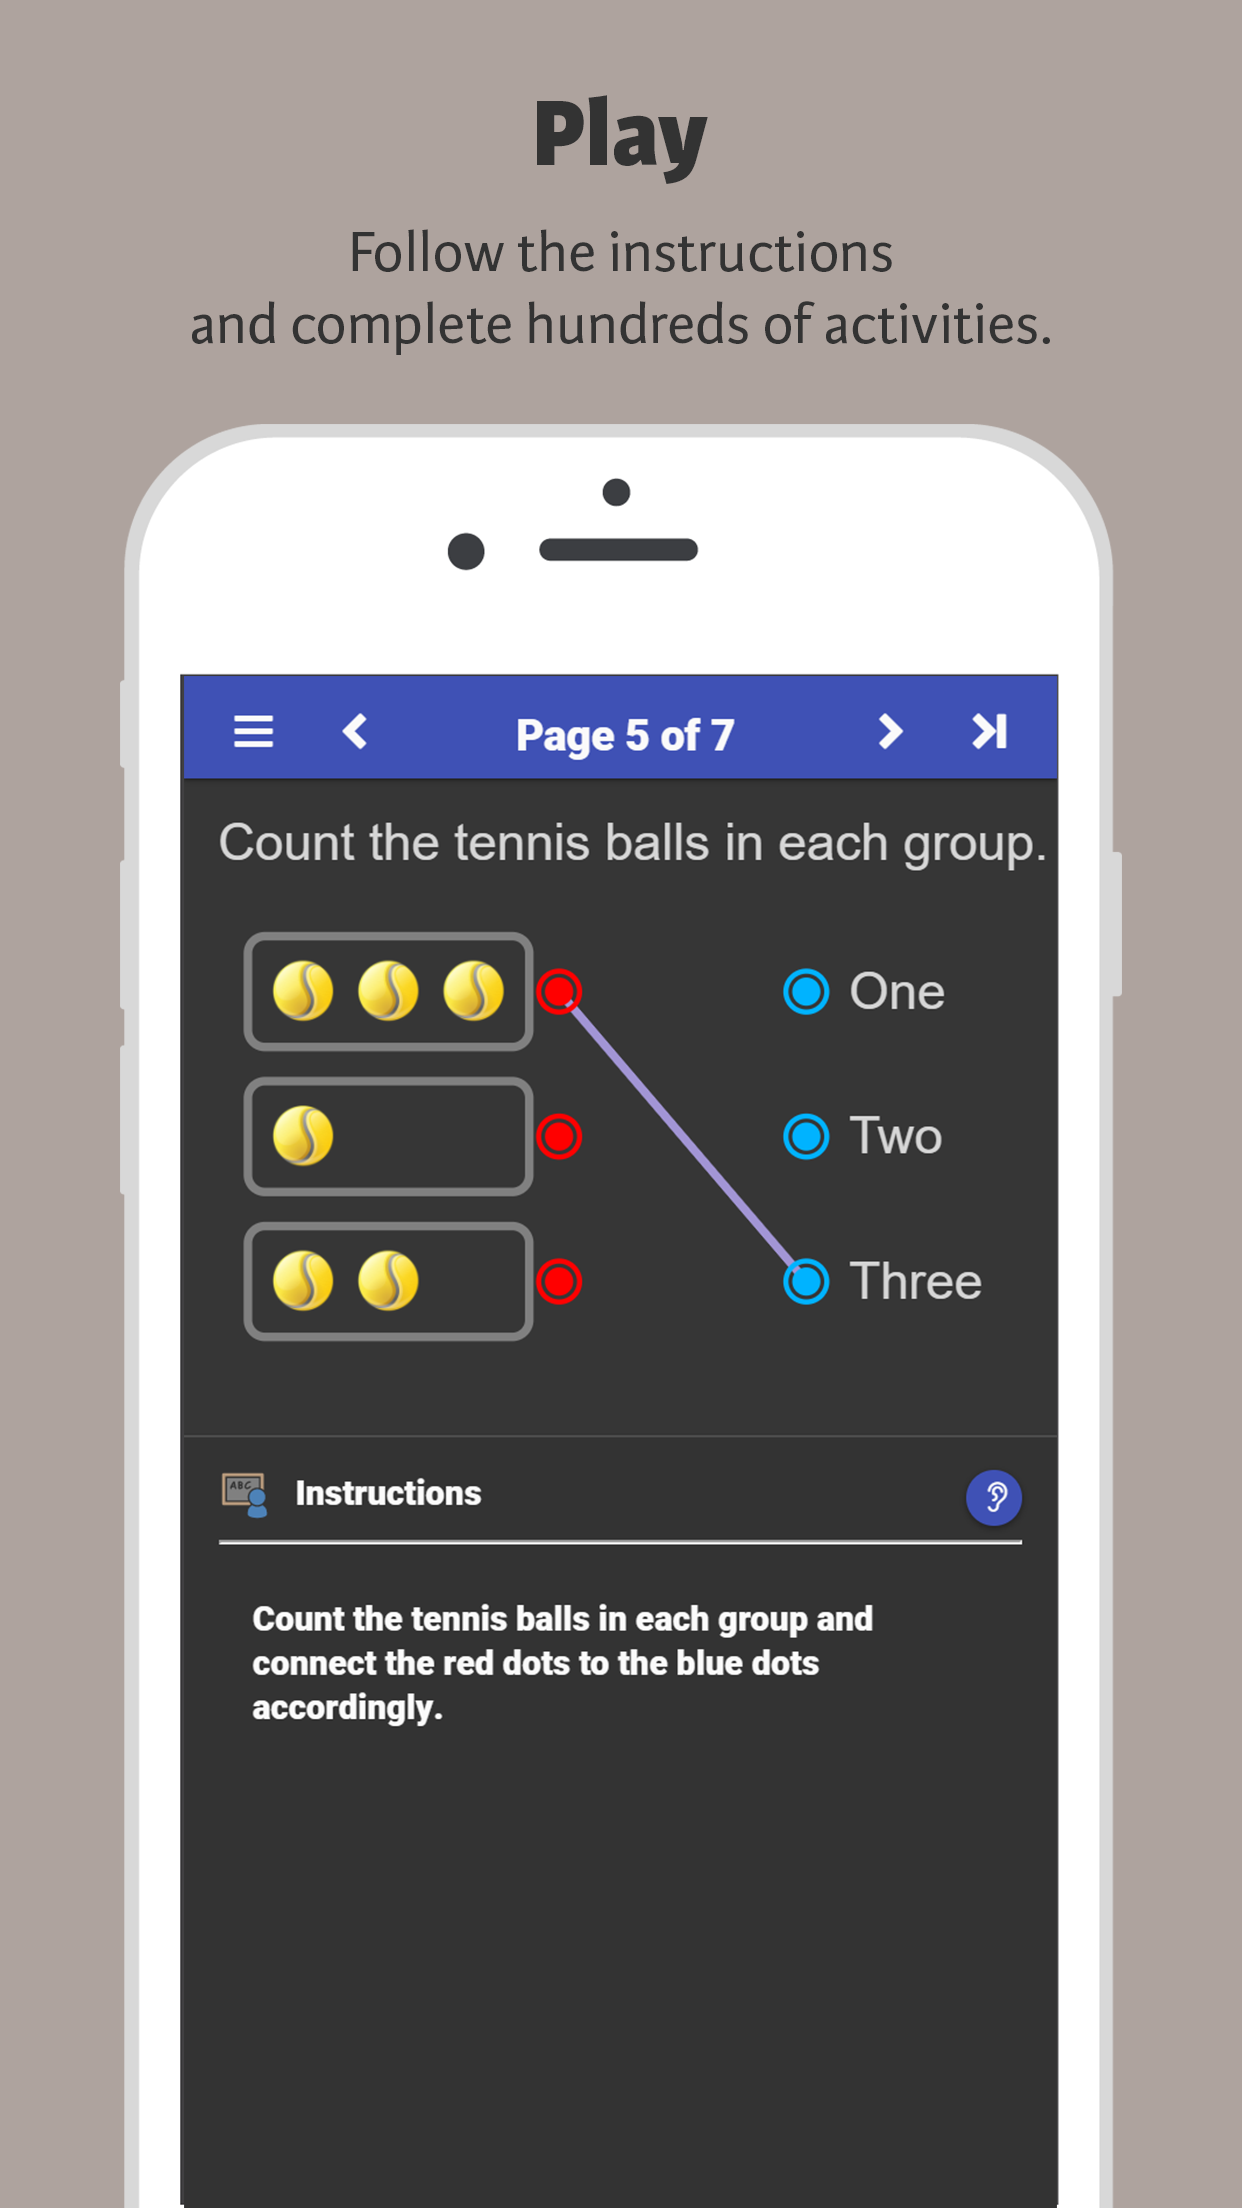 Play
Follow the instructions
and complete hundreds of activities.
Page 5 of 7
Count the tennis balls in each group.
One
Two
Three
ABC
Instructions
Count the tennis balls in each group and
connect the red dots to the blue dots
accordingly.